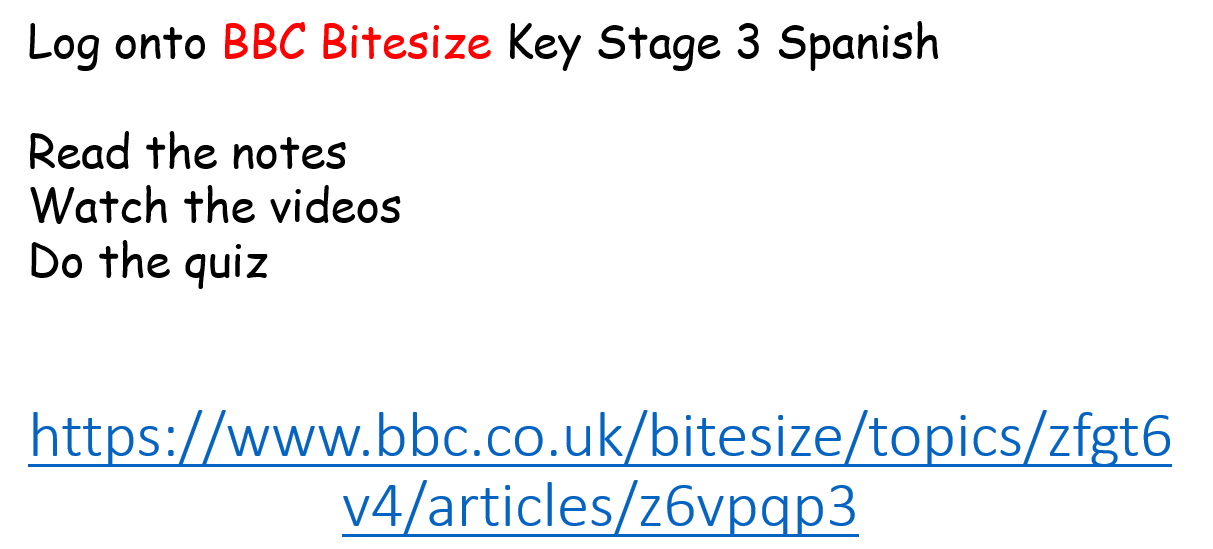 Log onto BBC Bitesize Key Stage 3 Spanish
Read the notes
Watch the videos
Do the quiz
https://www.bbc.co.uk/bitesize/topics/zfgt6
v4/articles/z6vpqp3